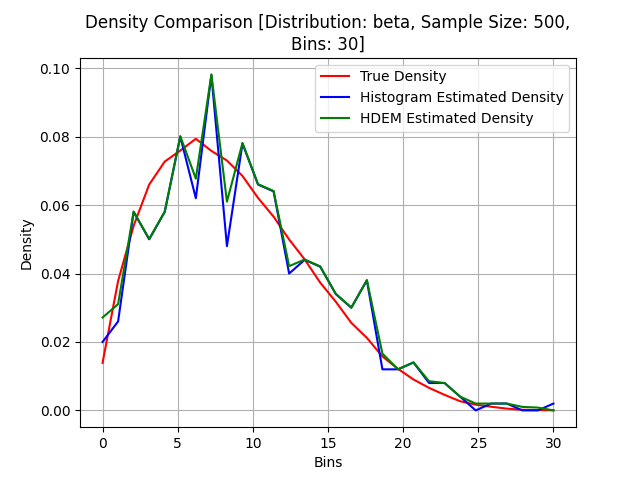 Density Comparison [Distribution: beta, Sample Size: 500,
Bins: 30]
True Density
Histogram Estimated Density
HDEM Estimated Density
Density
0.10
0.08
0.06
0.04
0.02
0.00
0 5 10 15 20 25 30
Bins